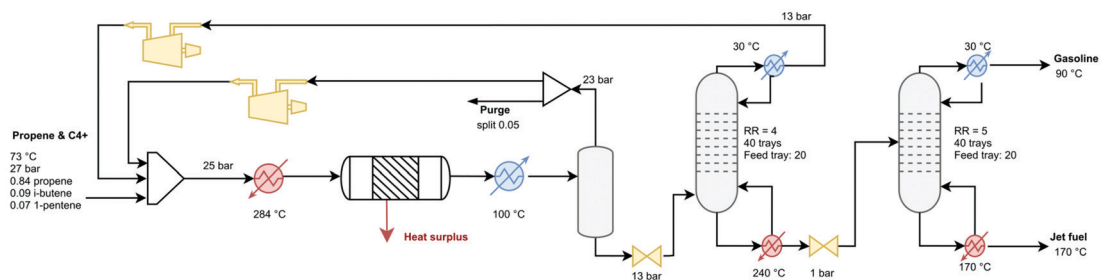 13 bar
30 °C
30 °C
Gasoline
90 °C
23 bar
Purge
split 0.05
Propene & C4+
73 °C
27 bar
0.84 propene
0.09 i-butene
0.07 1-pentene
25 bar
RR = 4
40 trays
Feed tray: 20
RR = 5
40 trays
Feed tray: 20
284 °C
100 °C
Heat surplus
13 bar
240 °C
1 bar
170 °C
Jet fuel
170 °C